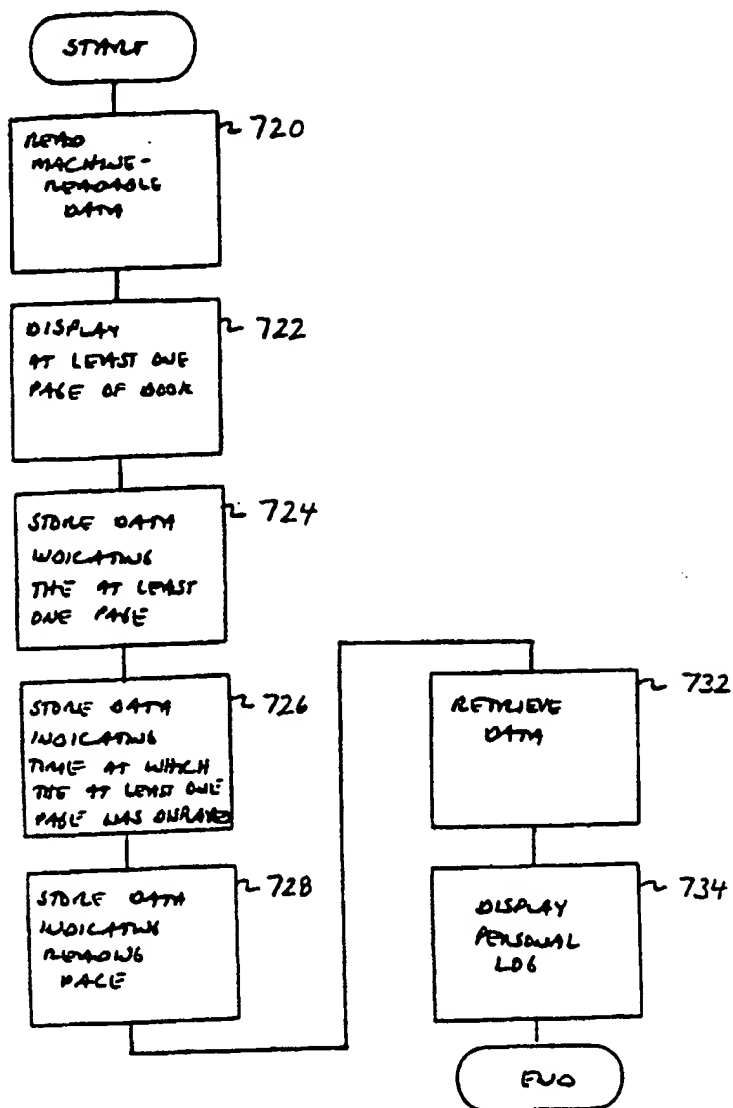 START
720
READ
MACHINE-
READABLE
DATA
722
DISPLAY
AT LEAST ONE
PAGE OF BOOK
724
STORE DATA
INDICATING
THE AT LEAST
ONE PAGE
726
STORE DATA
INDICATING
TIME AT WHICH
THE AT LEAST ONE
PAGE WAS DISPLAYED
728
STORE DATA
INDICATING
READING
PACE
732
RETRIEVE
DATA
734
DISPLAY
PERSONAL
LOG
END